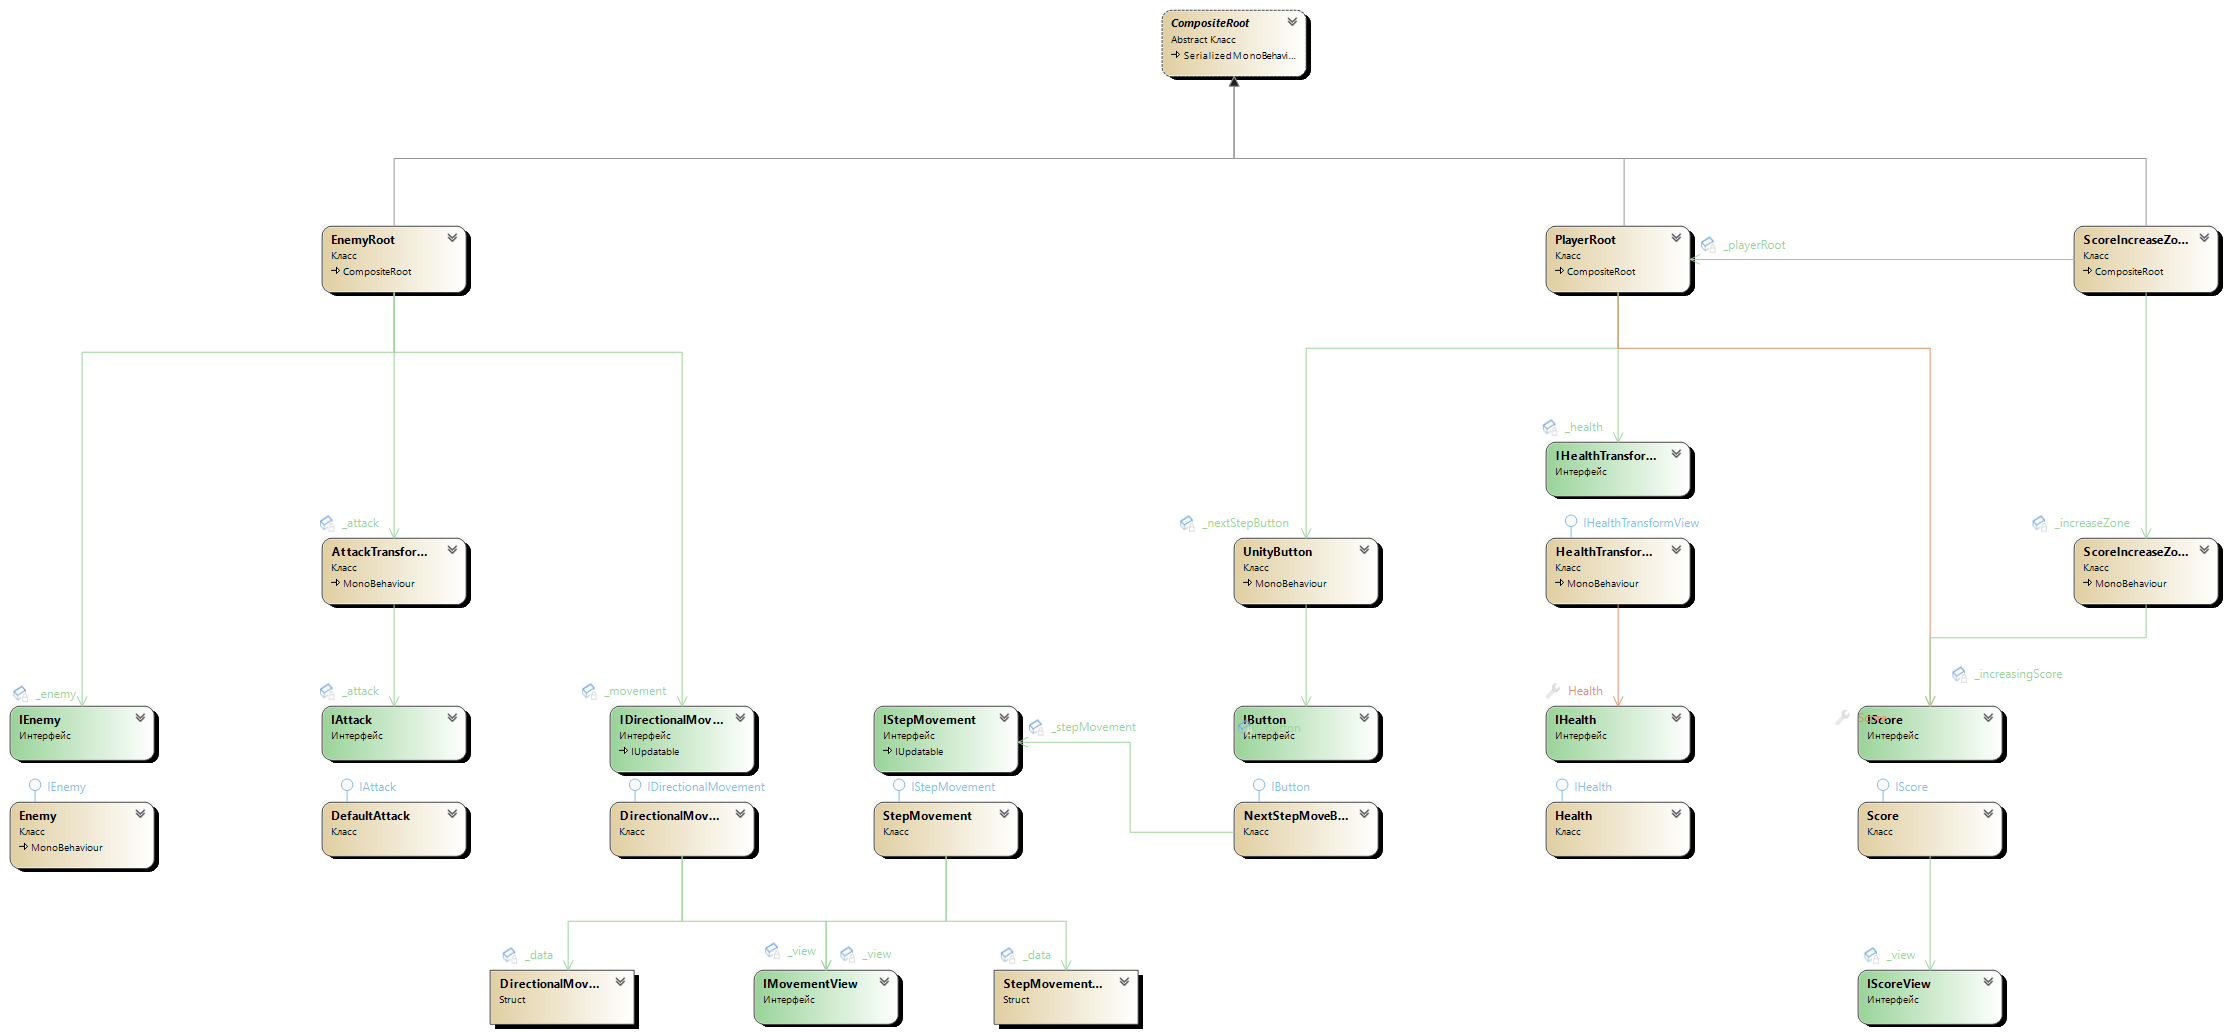 CompositeRoot
Abstract Класс
SerializedMonoBehavi...
EnemyRoot
Класс
CompositeRoot
PlayerRoot
Класс
CompositeRoot
_playerRoot
ScoreIncreaseZo...
Класс
CompositeRoot
_health
IHealthTransfor...
Интерфейс
_attack
AttackTransfor...
Класс
MonoBehaviour
_nextStepButton
UnityButton
Класс
MonoBehaviour
IHealthTransformView
HealthTransfor...
Класс
MonoBehaviour
_increaseZone
ScoreIncreaseZo...
Класс
MonoBehaviour
_enemy
IEnemy
Интерфейс
_attack
IAttack
Интерфейс
_movement
IDirectionalMov...
Интерфейс
IUpdatable
IStepMovement
Интерфейс
IUpdatable
_stepMovement
IButton
Интерфейс
Health
IHealth
Интерфейс
_increasingScore
IScore
Интерфейс
IEnemy
Enemy
Класс
MonoBehaviour
IAttack
DefaultAttack
Класс
IDirectionalMovement
DirectionalMov...
Класс
IStepMovement
StepMovement
Класс
IButton
NextStepMoveB...
Класс
IHealth
Health
Класс
IScore
Score
Класс
_data
DirectionalMov...
Struct
_view
_view
IMovementView
Интерфейс
_data
StepMovement...
Struct
_view
IScoreView
Интерфейс